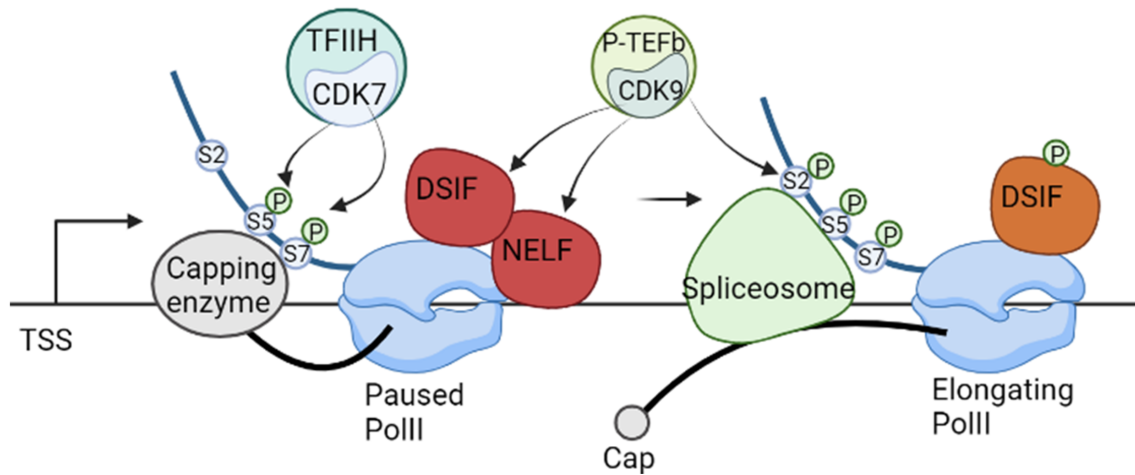 TFIIH
CDK7
P-TEFb
CDK9
S2
P
S5
P
S7
DSIF
NELF
Capping
enzyme
TSS
Paused
PolII
S2
P
S5
P
S7
P
P
DSIF
Spliceosome
Cap
Elongating
PolII